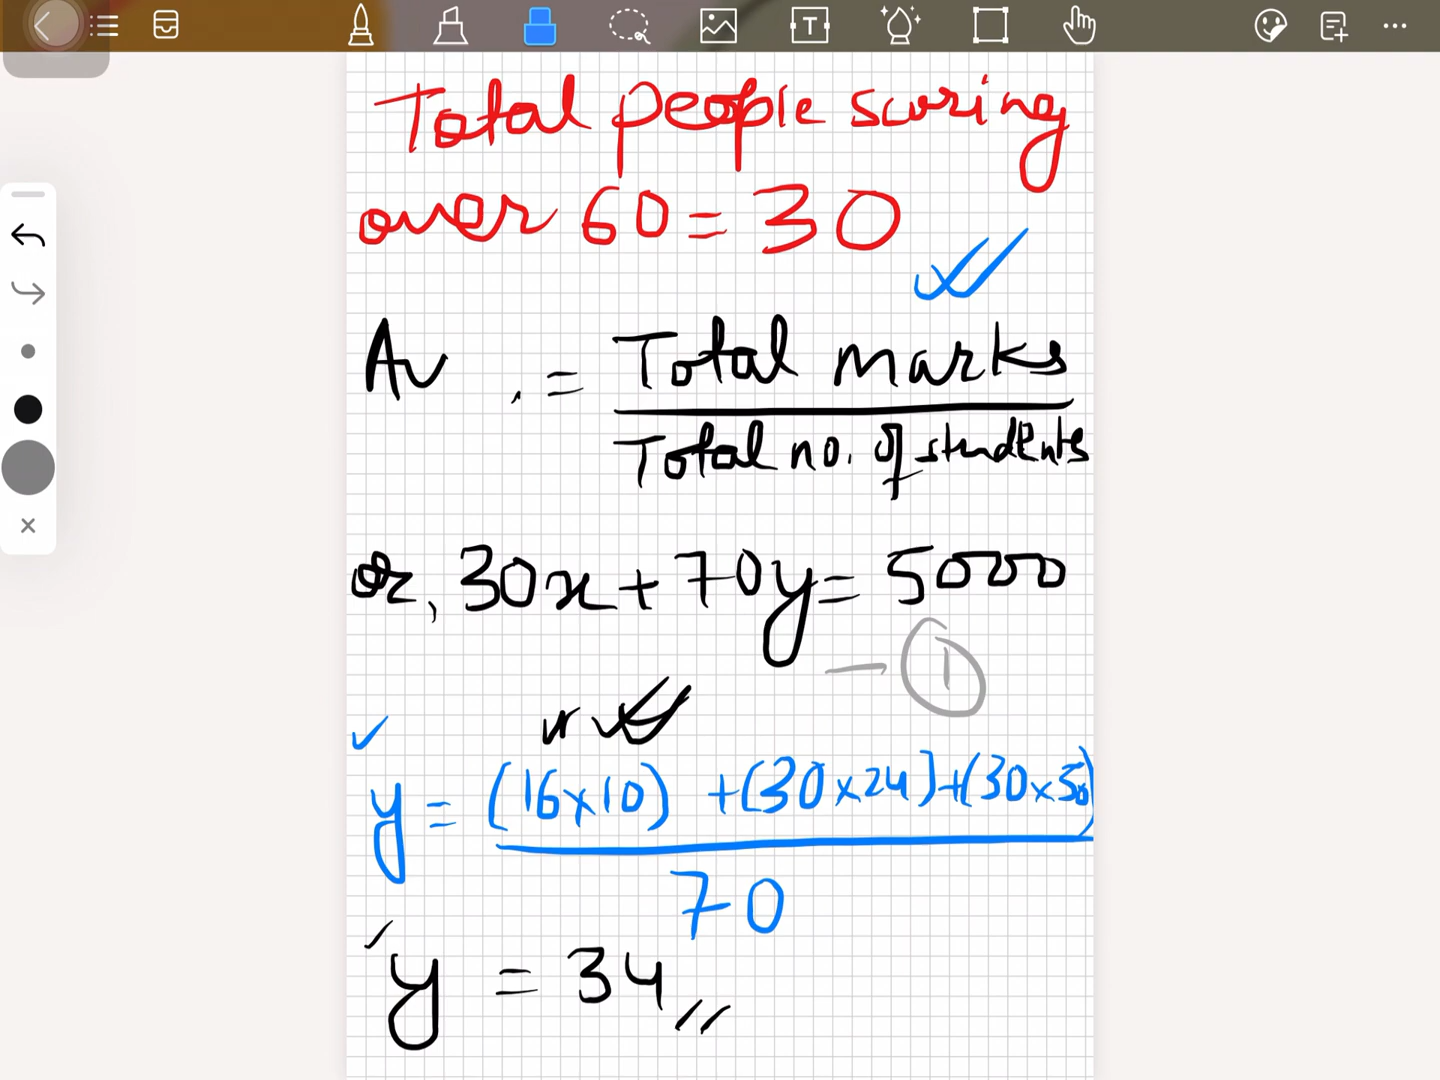 Total people scoring
over 60 = 30
Av . = Total marks
Total no. of students
or, 30x + 70y = 5000
— 1
y = (16x10) + (30x24) + (30x50)
70
y = 34